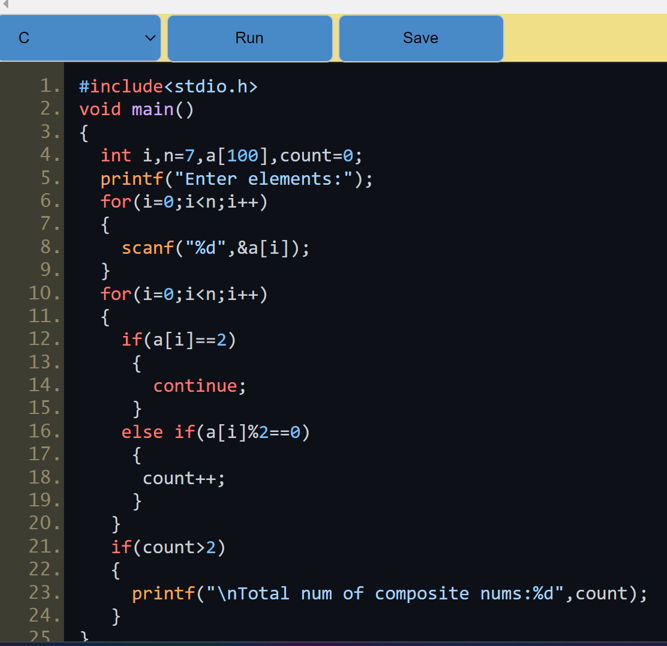 C Run Save
1. #include<stdio.h>
2. void main()
3. {
4. int i,n=7,a[100],count=0;
5. printf("Enter elements:");
6. for(i=0;i<n;i++)
7. {
8. scanf("%d",&a[i]);
9. }
10. for(i=0;i<n;i++)
11. {
12. if(a[i]==2)
13. {
14. continue;
15. }
16. else if(a[i]%2==0)
17. {
18. count++;
19. }
20. }
21. if(count>2)
22. {
23. printf("\nTotal num of composite nums:%d",count);
24. }
25. }